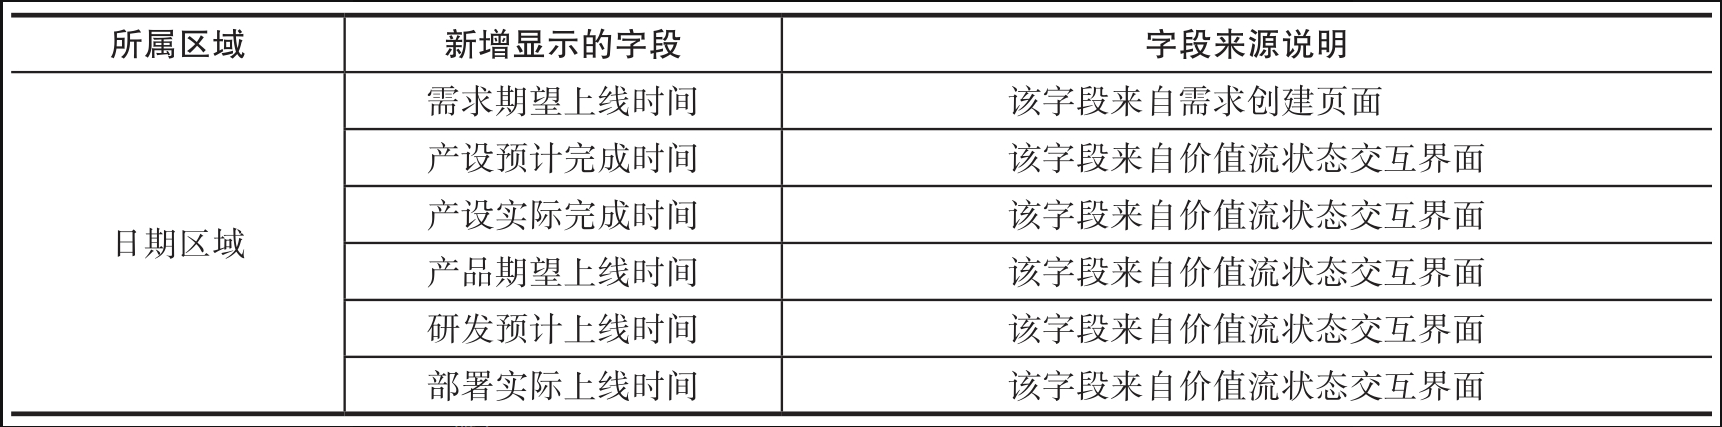 所属区域 新增显示的字段 字段来源说明
需求期望上线时间 该字段来自需求创建页面
产设预计完成时间 该字段来自价值流状态交互界面
产设实际完成时间 该字段来自价值流状态交互界面
日期区域
产品期望上线时间 该字段来自价值流状态交互界面
研发预计上线时间 该字段来自价值流状态交互界面
部署实际上线时间 该字段来自价值流状态交互界面